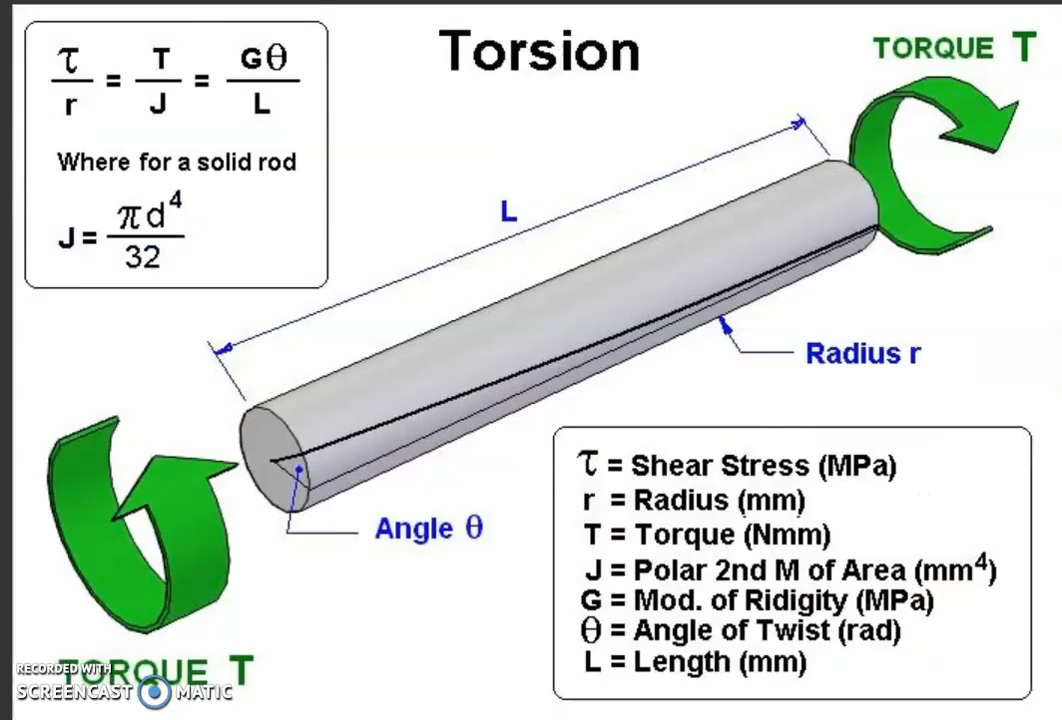 Torsion
TORQUE T
τ/r = T/J = Gθ/L
Where for a solid rod
J = πd⁴/32
L
Radius r
Angle θ
τ = Shear Stress (MPa)
r = Radius (mm)
T = Torque (Nmm)
J = Polar 2nd M of Area (mm⁴)
G = Mod. of Ridigity (MPa)
θ = Angle of Twist (rad)
L = Length (mm)
TORQUE T
RECORDED WITH
SCREENCAST MATIC